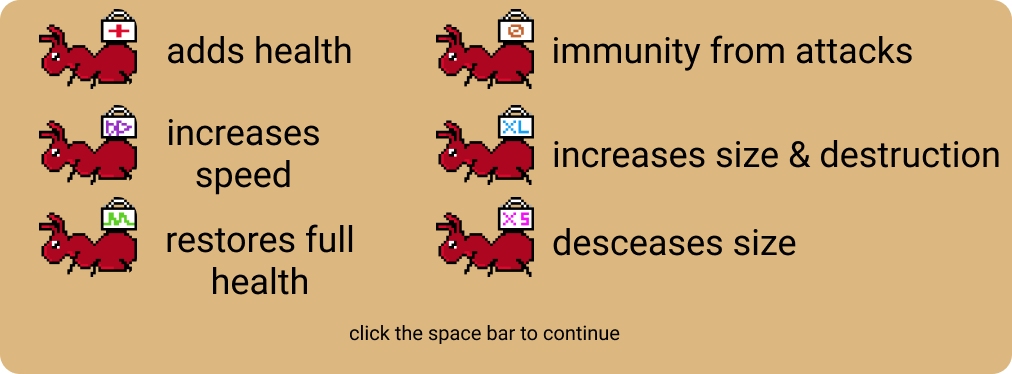 adds health
immunity from attacks
increases
speed
XL
increases size & destruction
restores full
health
XS
desceases size
click the space bar to continue